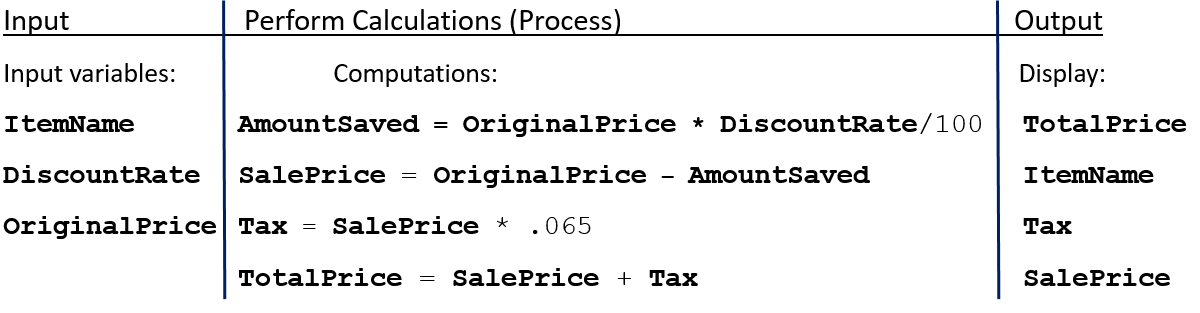 Input Perform Calculations (Process) Output
Input variables: Computations: Display:
ItemName AmountSaved = OriginalPrice * DiscountRate/100 TotalPrice
DiscountRate SalePrice = OriginalPrice – AmountSaved ItemName
OriginalPrice Tax = SalePrice * .065 Tax
TotalPrice = SalePrice + Tax SalePrice